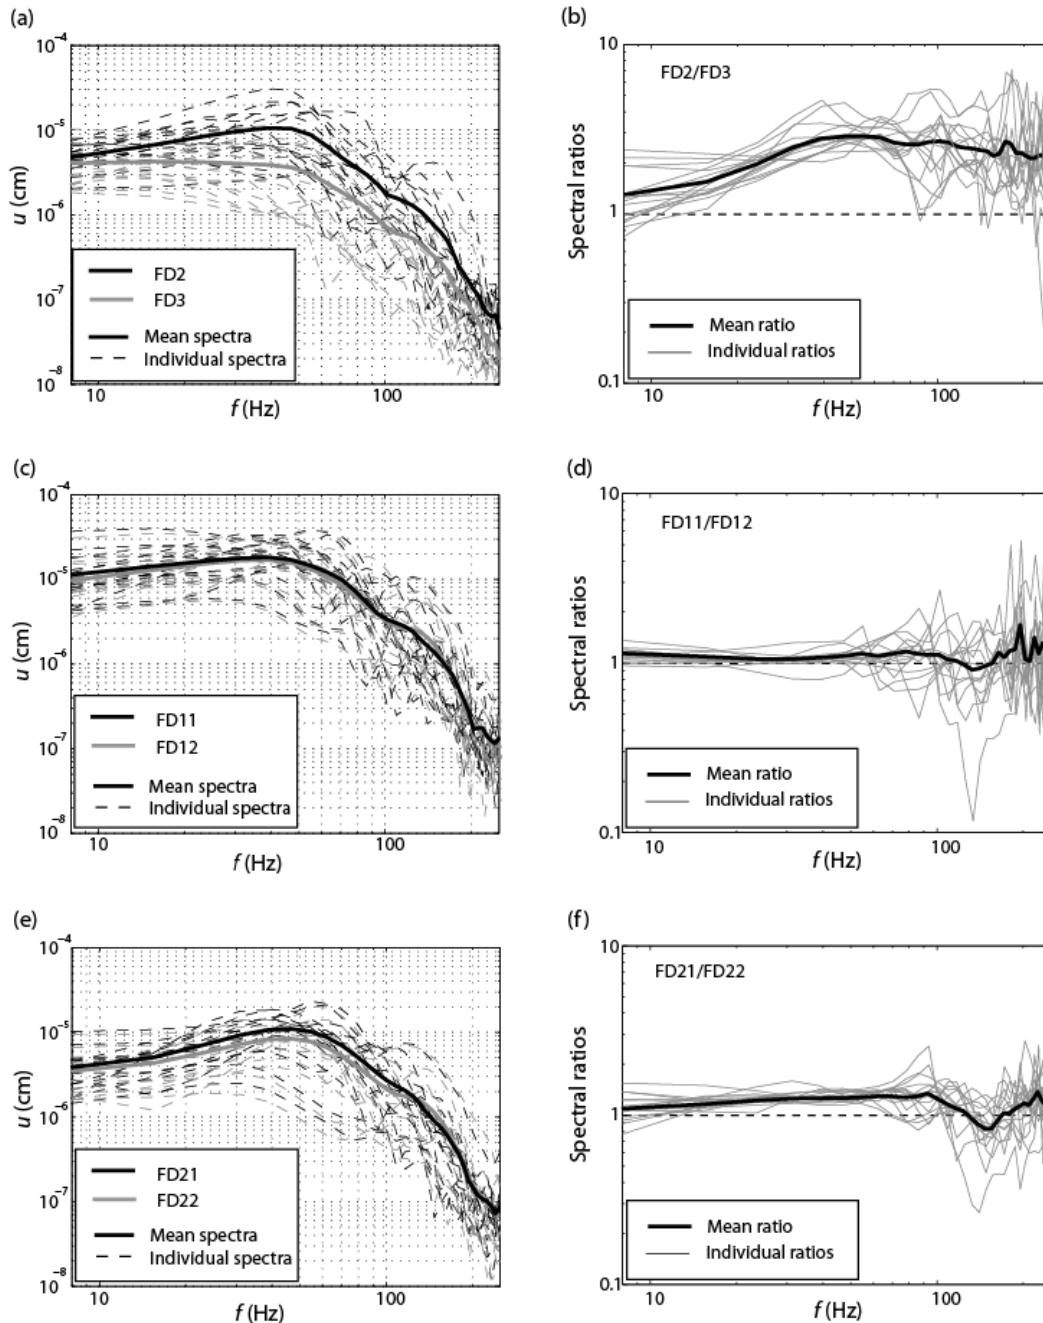 (a)
10⁻⁴
10⁻⁵
10⁻⁶
10⁻⁷
10⁻⁸
u (cm)
FD2
FD3
Mean spectra
Individual spectra
10
100
f (Hz)
(b)
10
1
0.1
Spectral ratios
FD2/FD3
Mean ratio
Individual ratios
10
100
f (Hz)
(c)
10⁻⁴
10⁻⁵
10⁻⁶
10⁻⁷
10⁻⁸
u (cm)
FD11
FD12
Mean spectra
Individual spectra
10
100
f (Hz)
(d)
10
1
0.1
Spectral ratios
FD11/FD12
Mean ratio
Individual ratios
10
100
f (Hz)
(e)
10⁻⁴
10⁻⁵
10⁻⁶
10⁻⁷
10⁻⁸
u (cm)
FD21
FD22
Mean spectra
Individual spectra
10
100
f (Hz)
(f)
10
1
0.1
Spectral ratios
FD21/FD22
Mean ratio
Individual ratios
10
100
f (Hz)